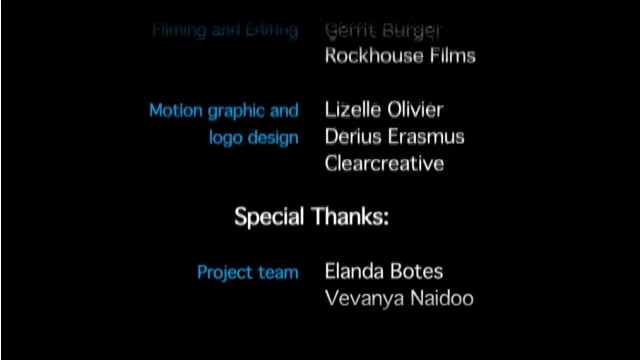 Filming and Editing Gerrit Burger
Rockhouse Films
Motion graphic and Lizelle Olivier
logo design Derius Erasmus
Clearcreative
Special Thanks:
Project team Elanda Botes
Vevanya Naidoo